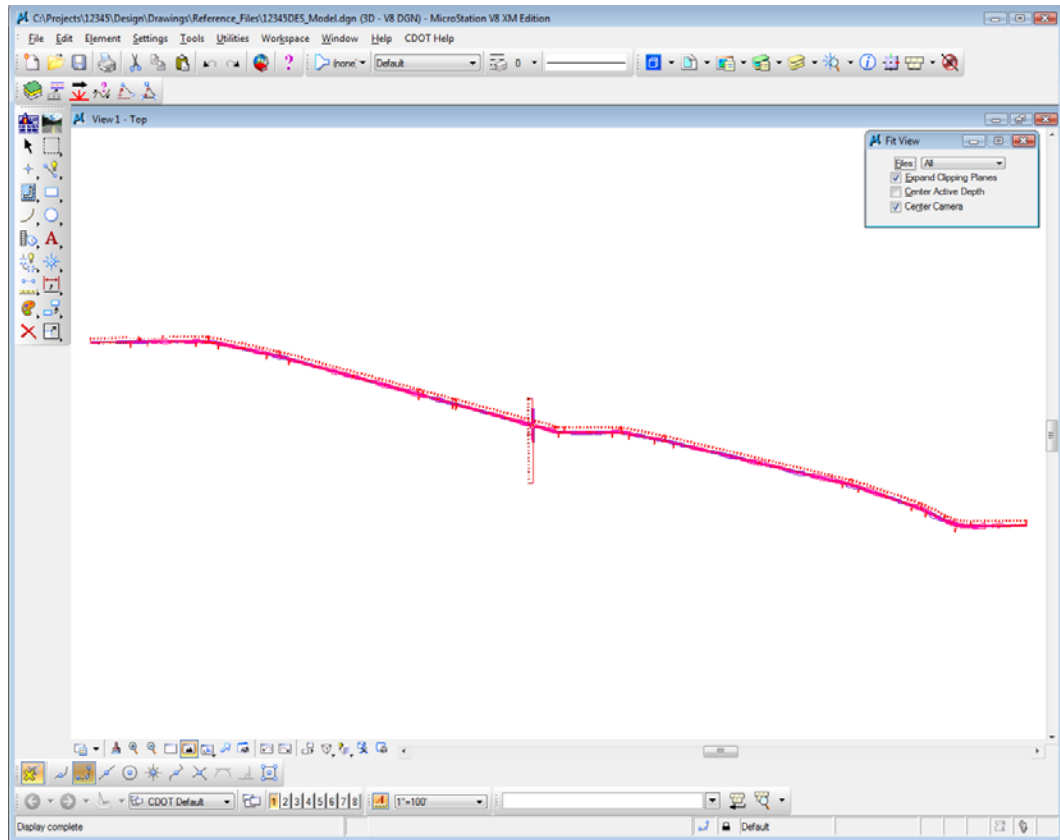 C:\Projects\12345\Design\Drawings\Reference_Files\12345DES_Model.dgn (3D - V8 DGN) - MicroStation V8 XM Edition
File Edit Element Settings Tools Utilities Workspace Window Help CDOT Help
(none) Default 0
View 1 - Top
Fit View
Files: All
Expand Clipping Planes
Center Active Depth
Center Camera
CDOT Default 1 2 3 4 5 6 7 8 1"=100'
Display complete Default